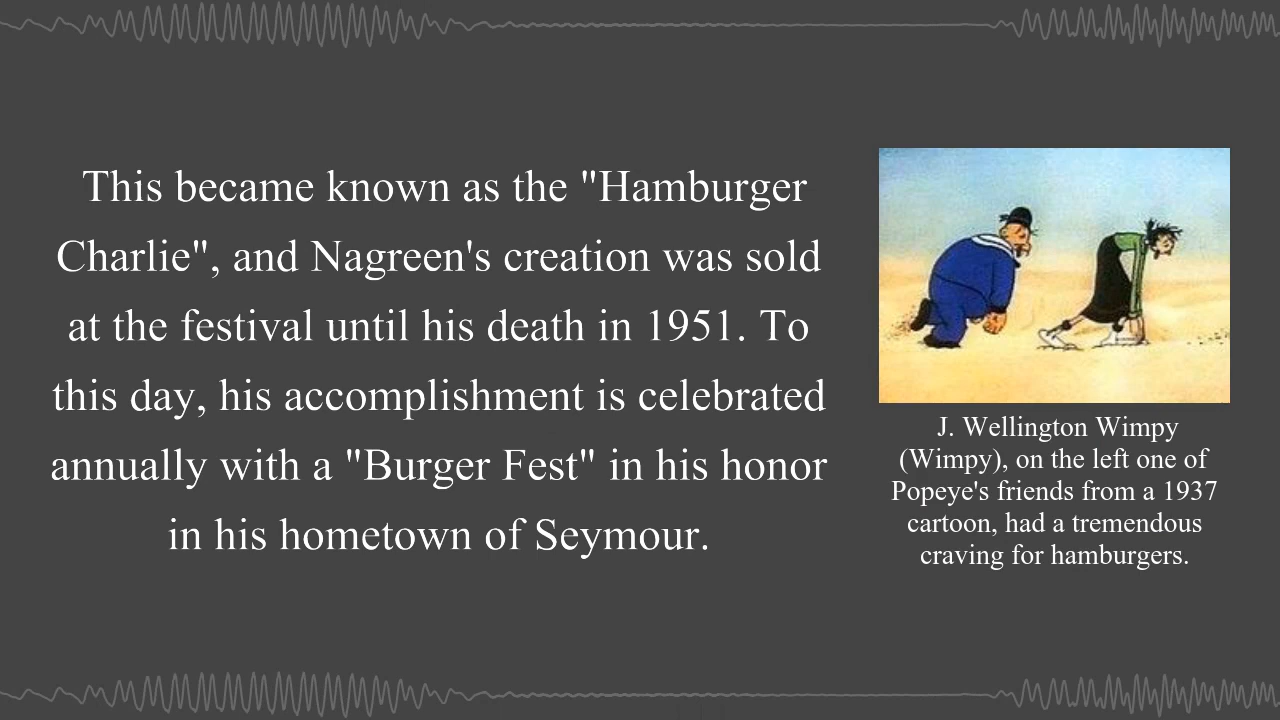 This became known as the "Hamburger
Charlie", and Nagreen's creation was sold
at the festival until his death in 1951. To
this day, his accomplishment is celebrated
annually with a "Burger Fest" in his honor
in his hometown of Seymour.
J. Wellington Wimpy
(Wimpy), on the left one of
Popeye's friends from a 1937
cartoon, had a tremendous
craving for hamburgers.